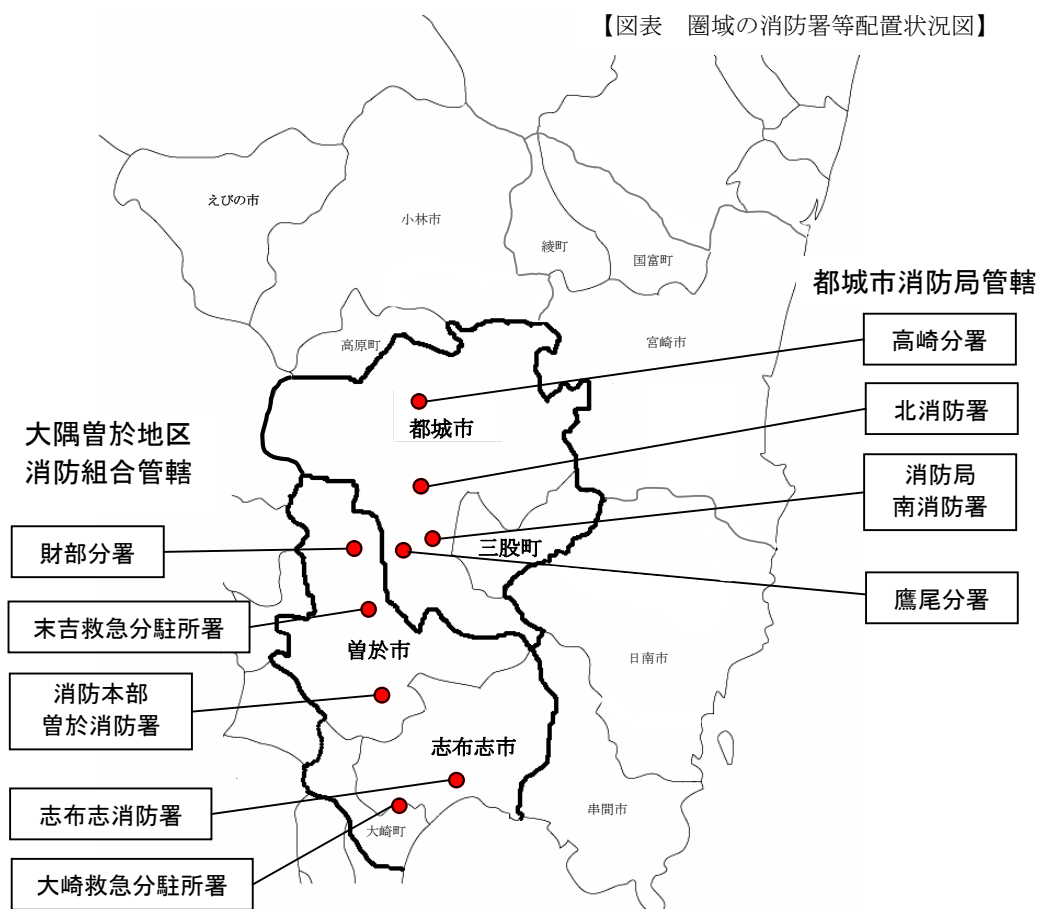 【図表　圏域の消防署等配置状況図】
えびの市
小林市
綾町
国富町
都城市消防局管轄
高原町
宮崎市
高崎分署
北消防署
都城市
大隅曽於地区
消防組合管轄
消防局
南消防署
財部分署
三股町
鷹尾分署
末吉救急分駐所署
曽於市
日南市
消防本部
曽於消防署
志布志市
志布志消防署
串間市
大崎町
大崎救急分駐所署